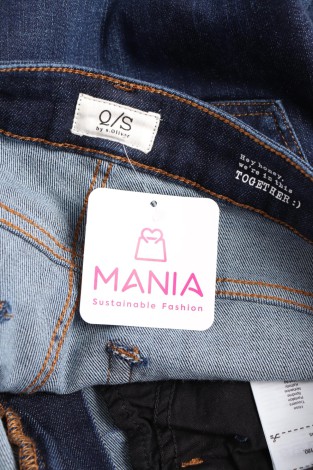 Q/S
by s.Oliver
Hey honey,
we're in this
TOGETHER :)
MANIA
Sustainable Fashion